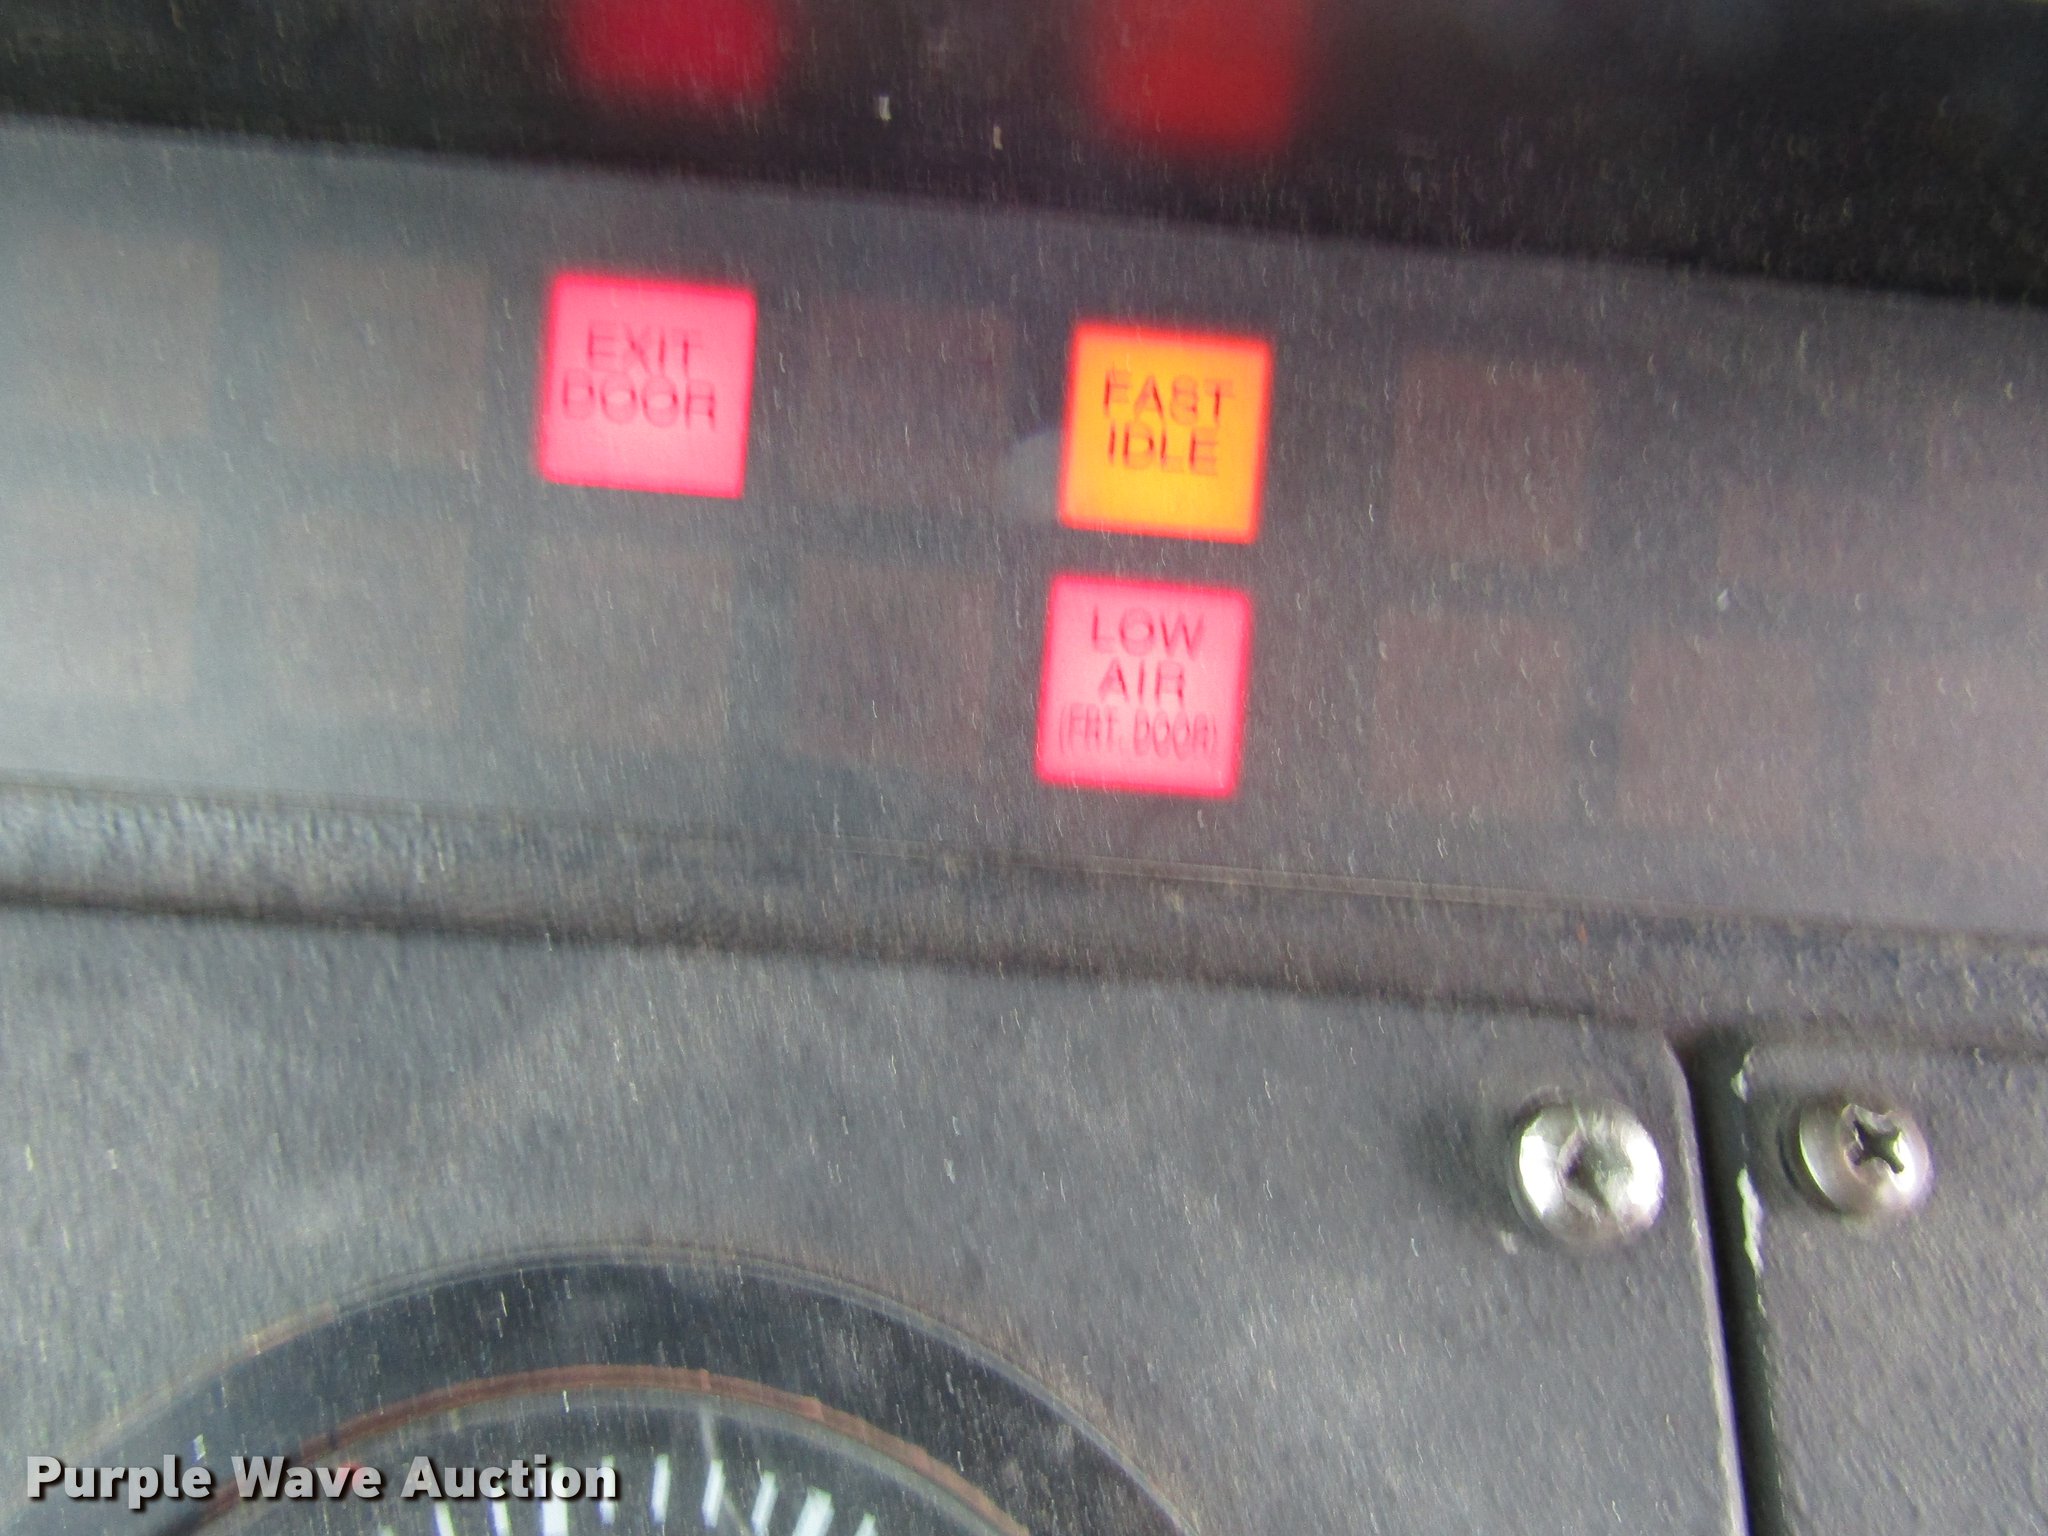 EXIT
DOOR
FAST
IDLE
LOW
AIR
(FRT. DOOR)
Purple Wave Auction